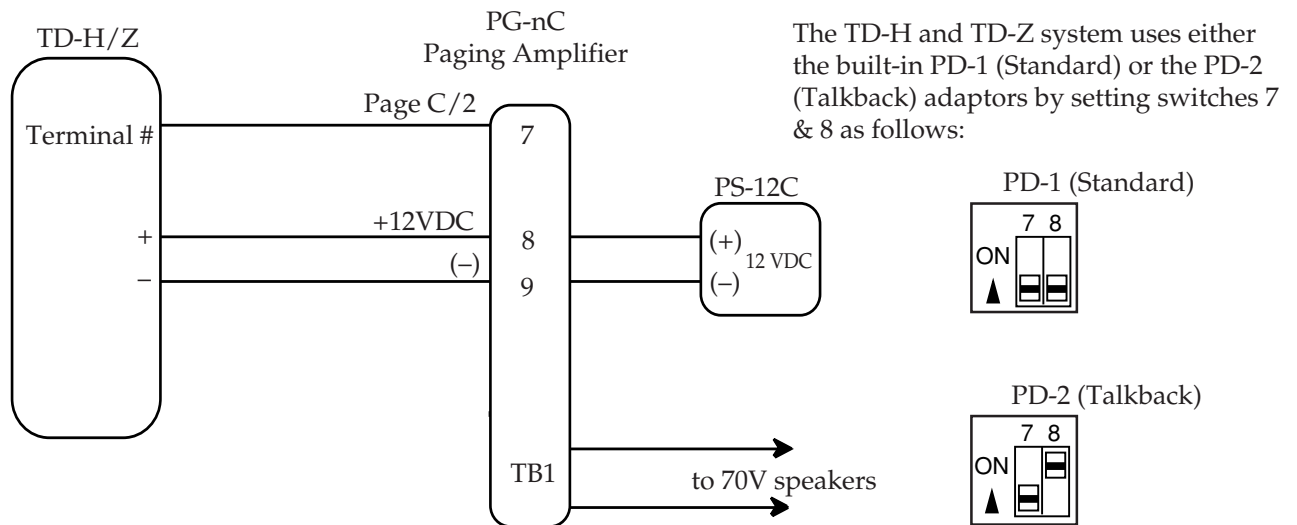 TD-H/Z
PG-nC
Paging Amplifier
The TD-H and TD-Z system uses either
the built-in PD-1 (Standard) or the PD-2
(Talkback) adaptors by setting switches 7
& 8 as follows:
Page C/2
Terminal #
7
PS-12C
PD-1 (Standard)
7 8
+
+12VDC
8
(+)
12 VDC
ON
−
(–)
9
(–)
PD-2 (Talkback)
7 8
TB1
to 70V speakers
ON